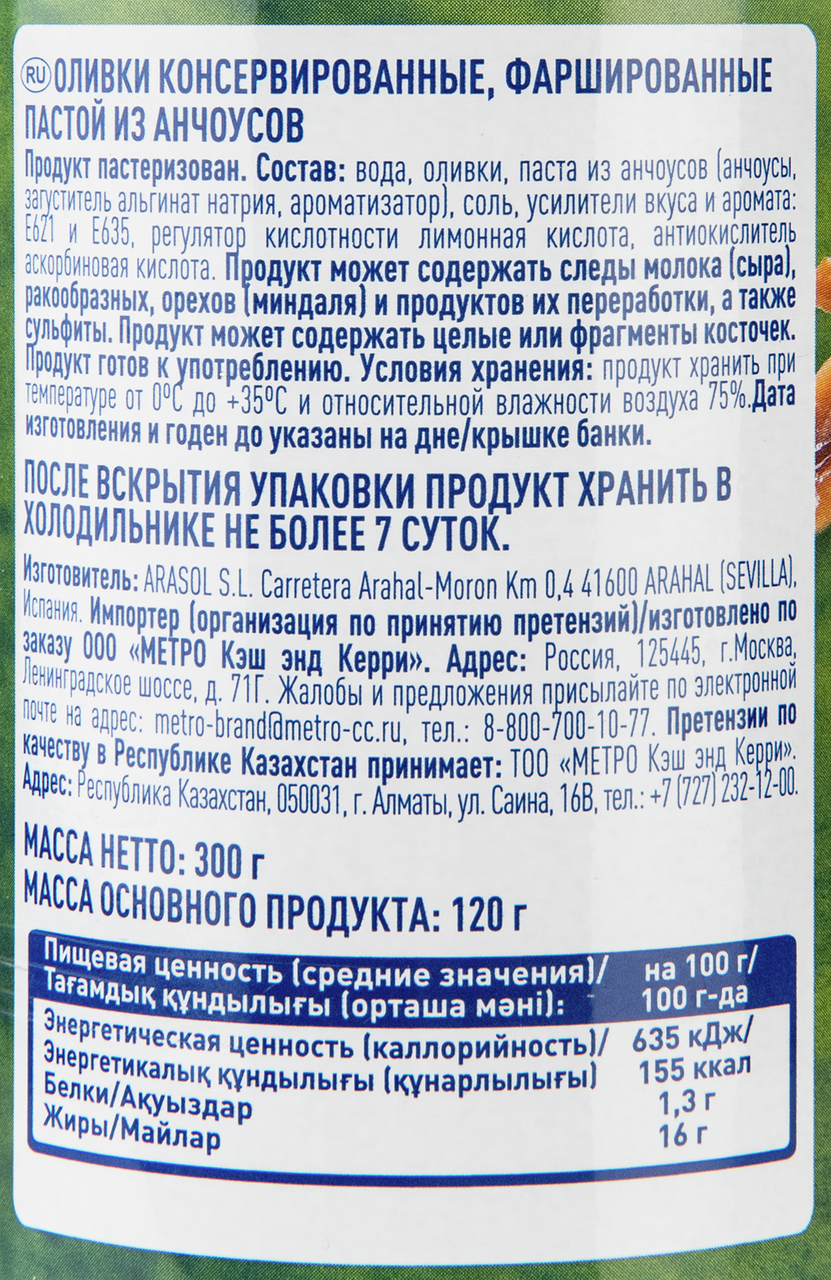 RU ОЛИВКИ КОНСЕРВИРОВАННЫЕ, ФАРШИРОВАННЫЕ
ПАСТОЙ ИЗ АНЧОУСОВ
Продукт пастеризован. Состав: вода, оливки, паста из анчоусов (анчоусы,
загуститель альгинат натрия, ароматизатор), соль, усилители вкуса и аромата:
Е621 и Е635, регулятор кислотности лимонная кислота, антиокислитель
аскорбиновая кислота. Продукт может содержать следы молока (сыра),
ракообразных, орехов (миндаля) и продуктов их переработки, а также
сульфиты. Продукт может содержать целые или фрагменты косточек.
Продукт готов к употреблению. Условия хранения: продукт хранить при
температуре от 0ºС до +35ºС и относительной влажности воздуха 75%.Дата
изготовления и годен до указаны на дне/крышке банки.
ПОСЛЕ ВСКРЫТИЯ УПАКОВКИ ПРОДУКТ ХРАНИТЬ В
ХОЛОДИЛЬНИКЕ НЕ БОЛЕЕ 7 СУТОК.
Изготовитель: ARASOL S.L. Carretera Arahal-Moron Km 0,4 41600 ARAHAL (SEVILLA),
Испания. Импортер (организация по принятию претензий)/изготовлено по
заказу ООО «МЕТРО Кэш энд Керри». Адрес: Россия, 125445, г.Москва,
Ленинградское шоссе, д. 71Г. Жалобы и предложения присылайте по электронной
почте на адрес: metro-brand@metro-cc.ru, тел.: 8-800-700-10-77. Претензии по
качеству в Республике Казахстан принимает: ТОО «МЕТРО Кэш энд Керри».
Адрес: Республика Казахстан, 050031, г. Алматы, ул. Саина, 16В, тел.: +7 (727) 232-12-00.
МАССА НЕТТО: 300 г
МАССА ОСНОВНОГО ПРОДУКТА: 120 г
Пищевая ценность (средние значения)/ на 100 г/
Тағамдық құндылығы (орташа мәні): 100 г-да
Энергетическая ценность (каллорийность)/ 635 кДж/
Энергетикалық құндылығы (құнарлылығы) 155 ккал
Белки/Ақуыздар 1,3 г
Жиры/Майлар 16 г